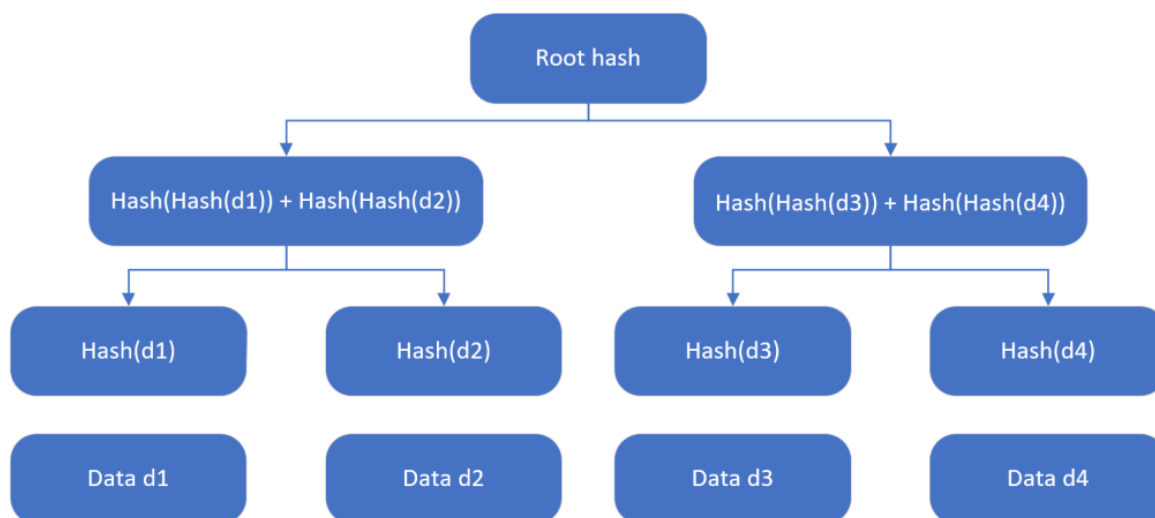 Root hash
Hash(Hash(d1)) + Hash(Hash(d2))
Hash(Hash(d3)) + Hash(Hash(d4))
Hash(d1)
Hash(d2)
Hash(d3)
Hash(d4)
Data d1
Data d2
Data d3
Data d4